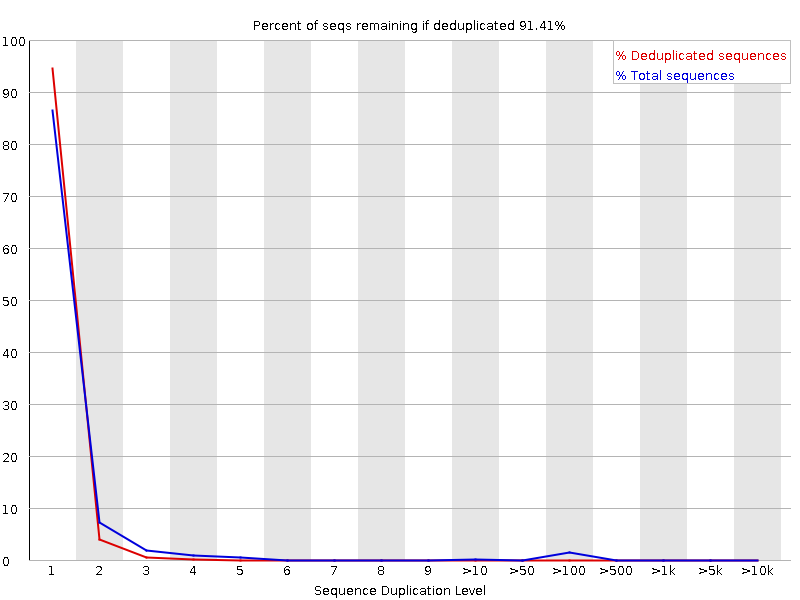 Percent of seqs remaining if deduplicated 91.41%
% Deduplicated sequences
% Total sequences
100
90
80
70
60
50
40
30
20
10
0
1 2 3 4 5 6 7 8 9 >10 >50 >100 >500 >1k >5k >10k
Sequence Duplication Level